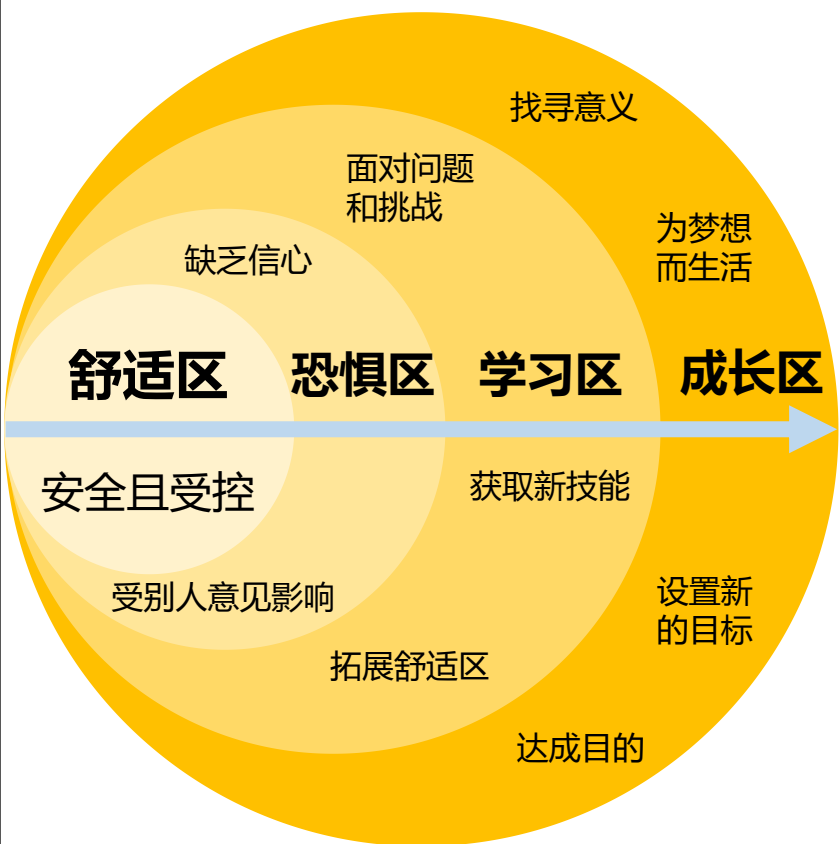 找寻意义
面对问题
和挑战
为梦想
而生活
缺乏信心
舒适区
恐惧区
学习区
成长区
安全且受控
获取新技能
受别人意见影响
设置新
的目标
拓展舒适区
达成目的